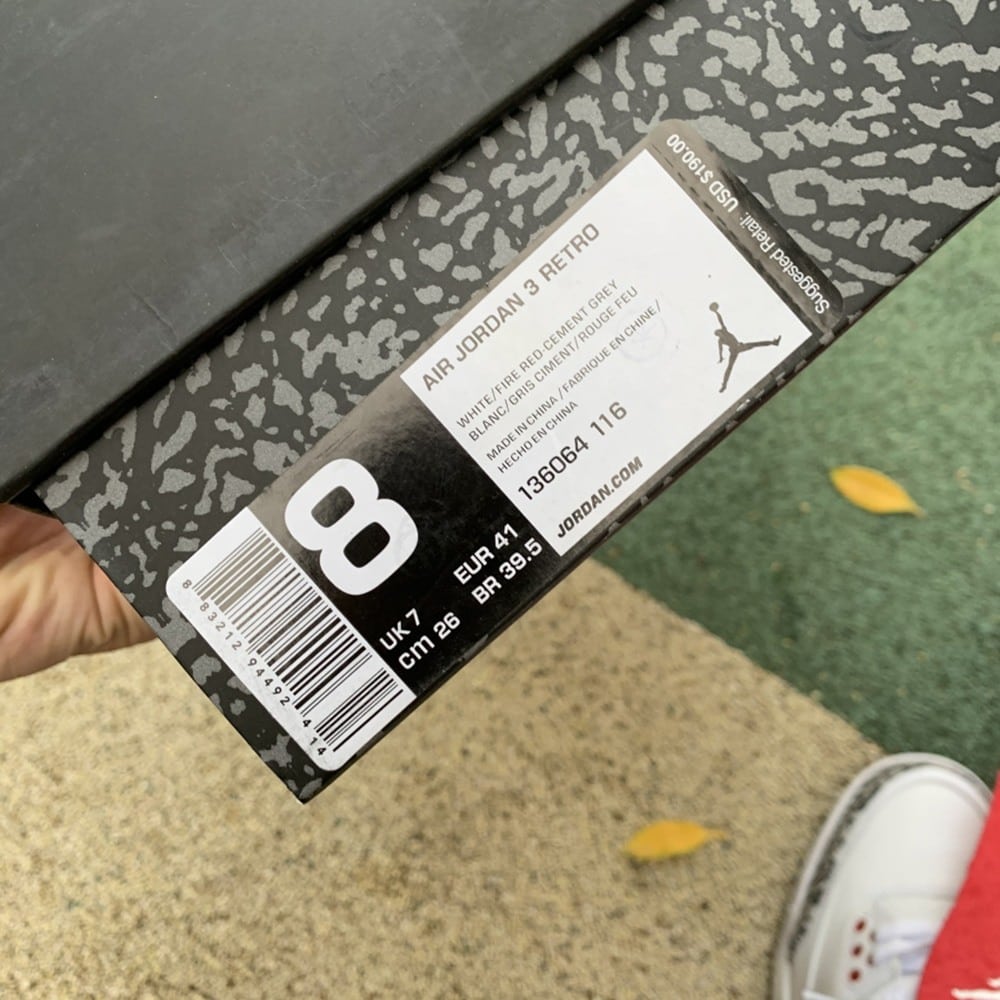 Suggested Retail: USD $190.00
AIR JORDAN 3 RETRO
WHITE/FIRE RED-CEMENT GREY
BLANC/GRIS CIMENT/ROUGE FEU
MADE IN CHINA/FABRIQUE EN CHINE/
HECHO EN CHINA
136064 116
JORDAN.COM
8
UK 7
EUR 41
cm 26
BR 39.5
8 83212 94492 4 14